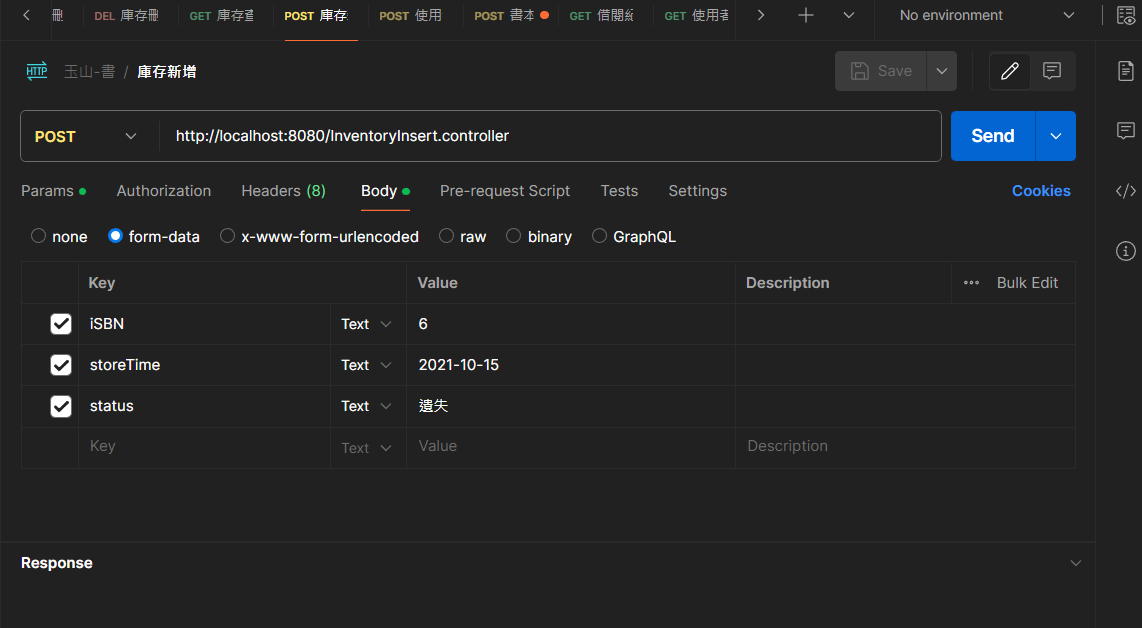 DEL 庫存刪 GET 庫存查 POST 庫存 POST 使用 POST 書本 GET 借閱紀 GET 使用者 No environment
HTTP 玉山-書 / 庫存新增 Save
POST http://localhost:8080/InventoryInsert.controller Send
Params Authorization Headers (8) Body Pre-request Script Tests Settings Cookies
none form-data x-www-form-urlencoded raw binary GraphQL
Key Value Description Bulk Edit
iSBN Text 6
storeTime Text 2021-10-15
status Text 遺失
Key Text Value Description
Response